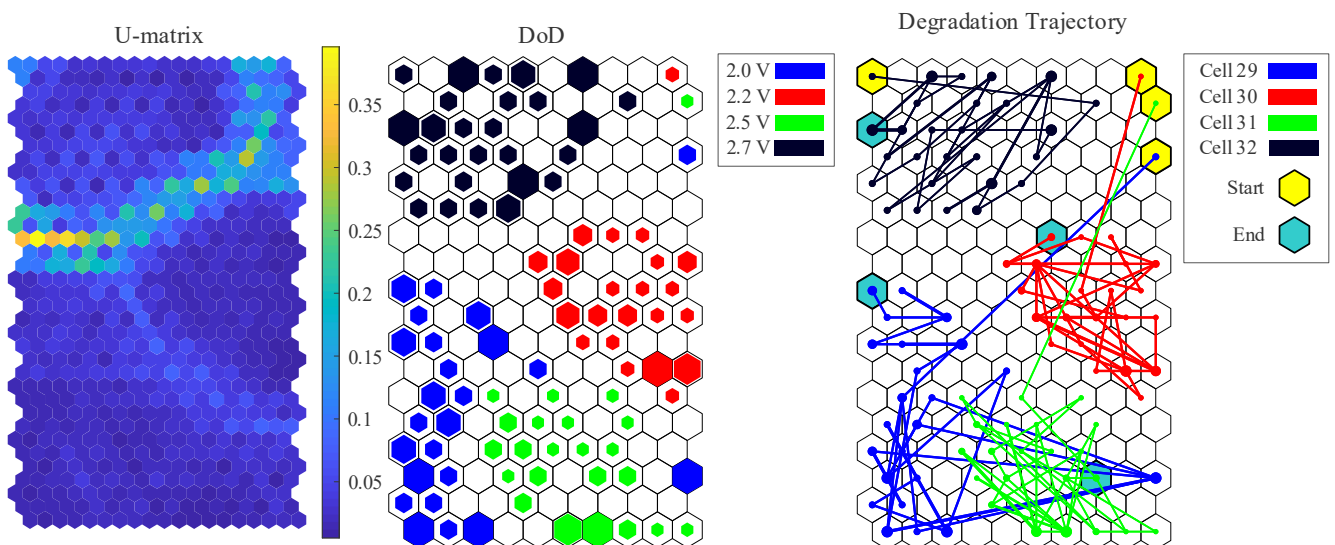 U-matrix
0.35
0.3
0.25
0.2
0.15
0.1
0.05
DoD
2.0 V
2.2 V
2.5 V
2.7 V
Degradation Trajectory
Cell 29
Cell 30
Cell 31
Cell 32
Start
End